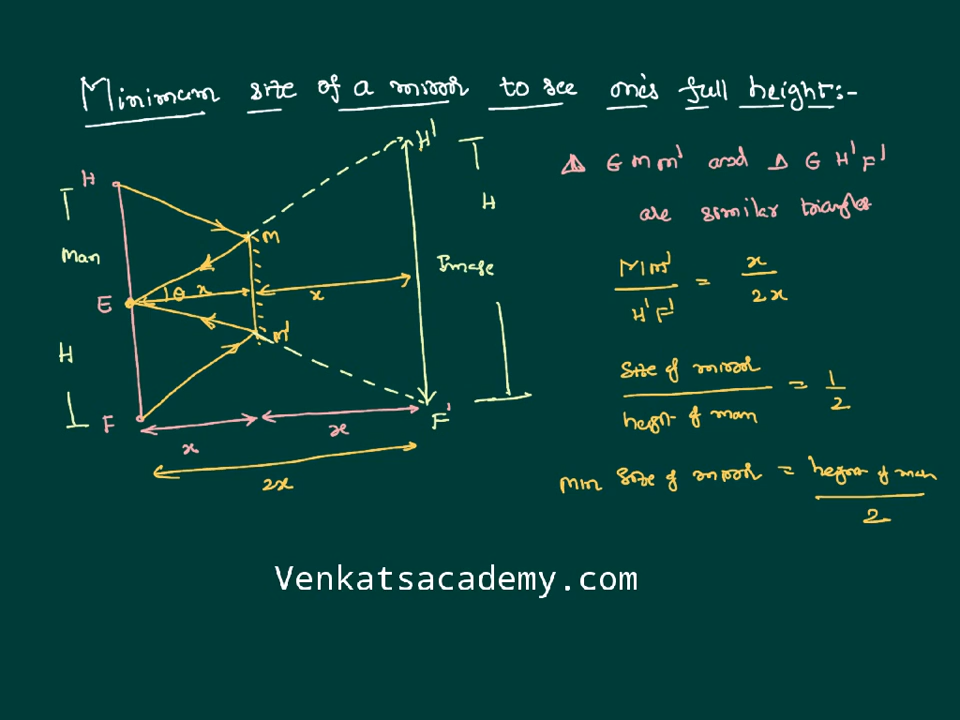 Minimum size of a mirror to see one's full height:-
H
Man
E
H
F
M
M'
θ
x
x
H'
H
Image
F'
x
x
2x
Δ E M M' and Δ E H' F'
are similar triangles
MM' / H'F' = x / 2x
Size of mirror / height of man = 1 / 2
Min size of mirror = height of man / 2
Venkatsacademy.com